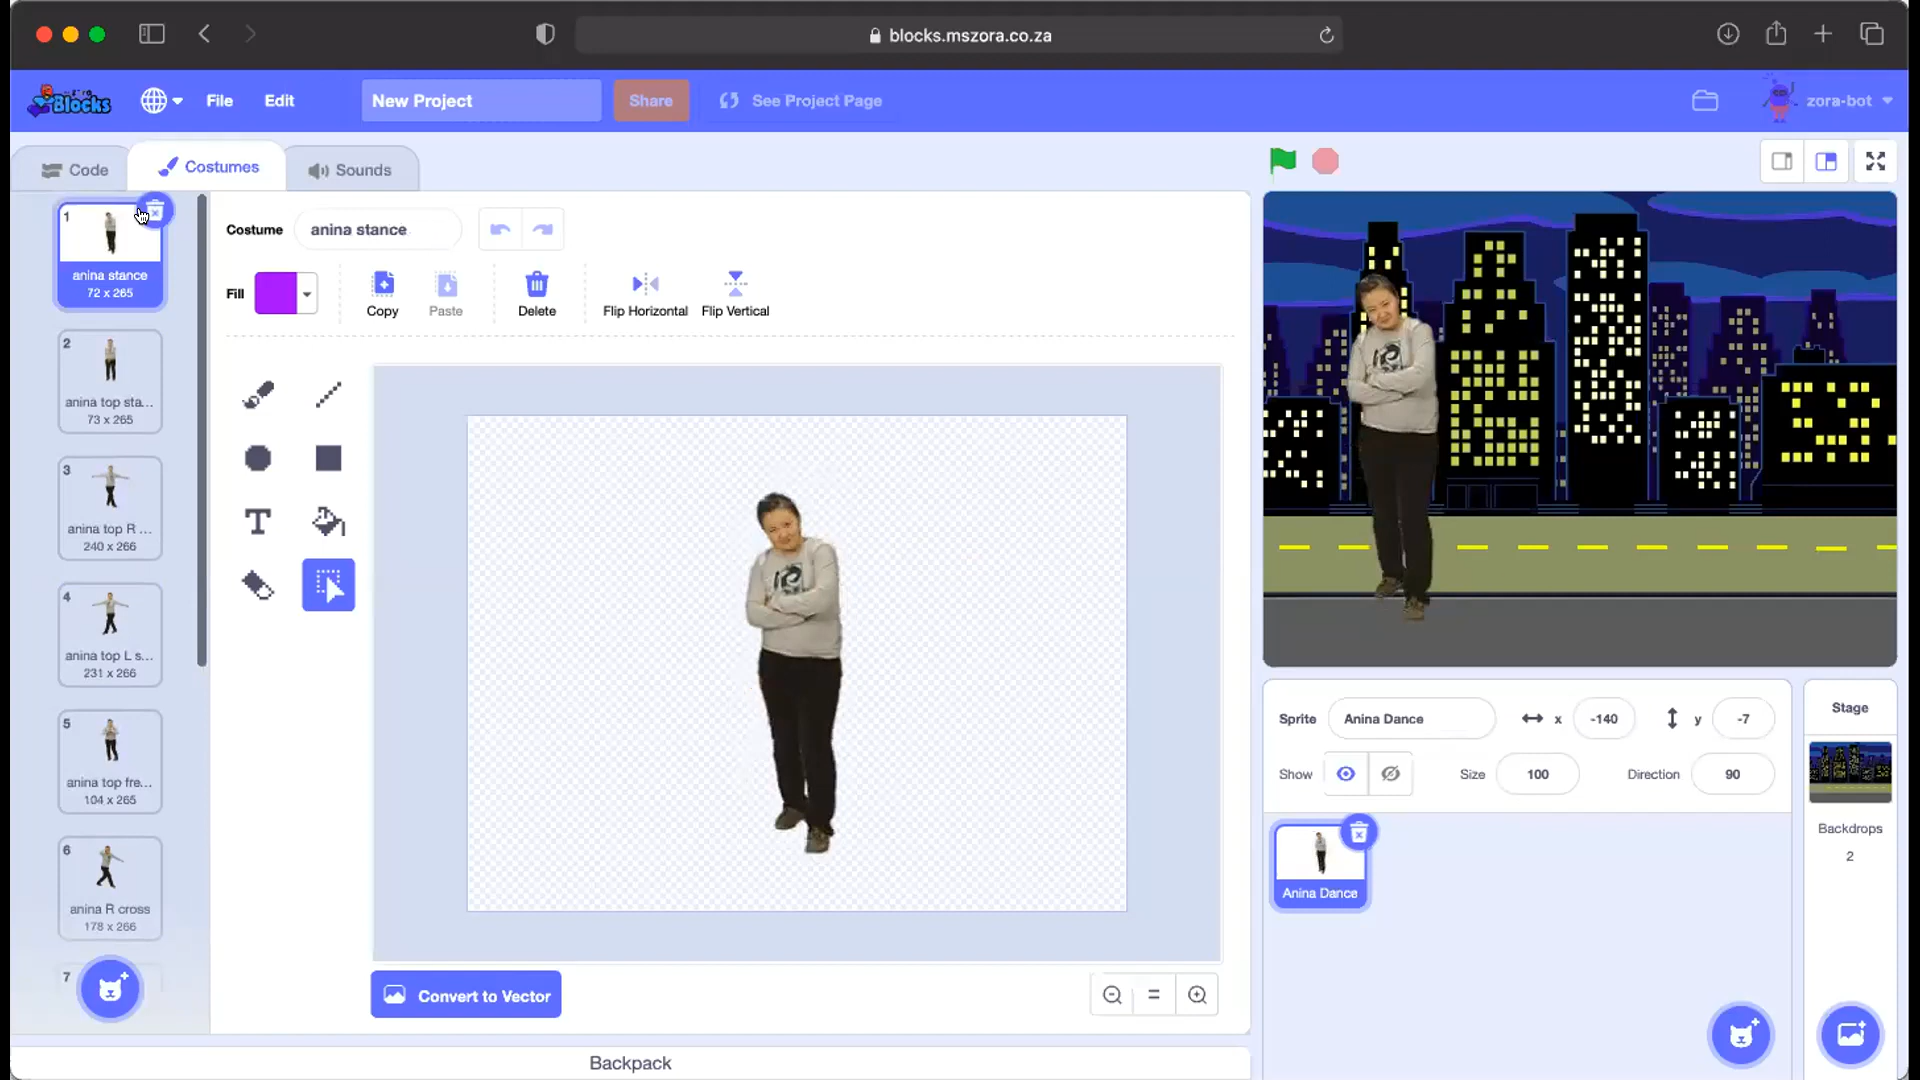 blocks.mszora.co.za
Blocks
File
Edit
New Project
Share
See Project Page
zora-bot
Code
Costumes
Sounds
1
anina stance
72 x 265
2
anina top sta...
73 x 265
3
anina top R ...
240 x 266
4
anina top L s...
231 x 266
5
anina top fre...
104 x 265
6
anina R cross
178 x 266
7
Costume
anina stance
Fill
Copy
Paste
Delete
Flip Horizontal
Flip Vertical
T
Convert to Vector
Backpack
Sprite
Anina Dance
x
-140
y
-7
Show
Size
100
Direction
90
Anina Dance
Stage
Backdrops
2